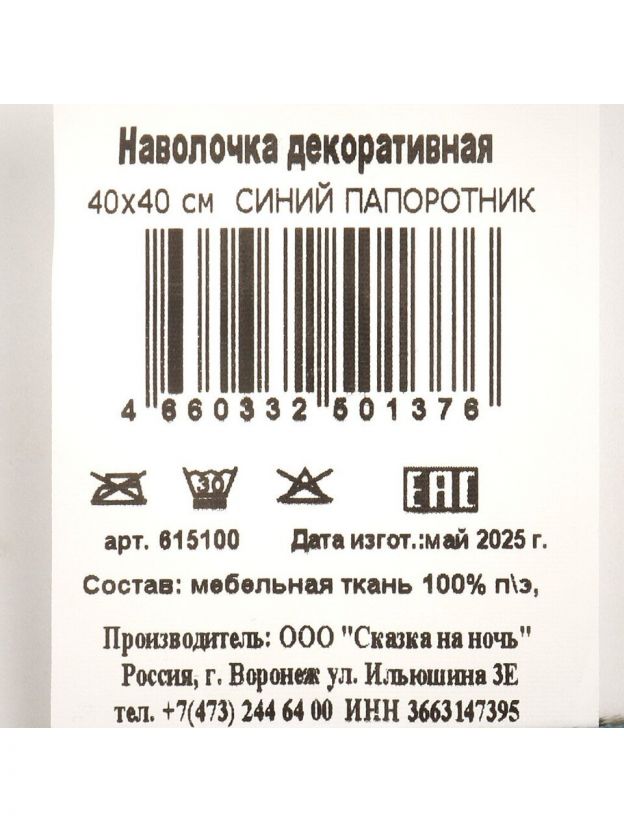 Наволочка декоративная
40х40 см СИНИЙ ПАПОРОТНИК
4 660332 501376
30 EAC
арт. 615100 Дата изгот.:май 2025 г.
Состав: мебельная ткань 100% п\э,
Производитель: ООО "Сказка на ночь"
Россия, г. Воронеж ул. Ильюшина 3Е
тел. +7(473) 244 64 00 ИНН 3663147395